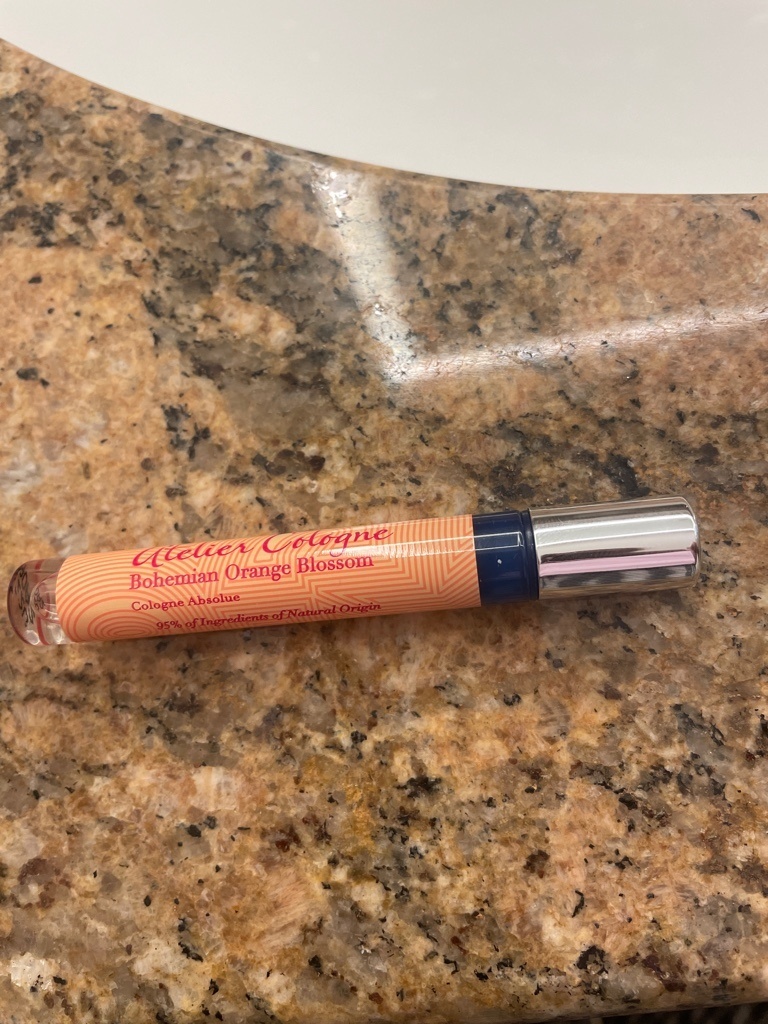 Atelier Cologne
Bohemian Orange Blossom
Cologne Absolue
95% of Ingredients of Natural Origin